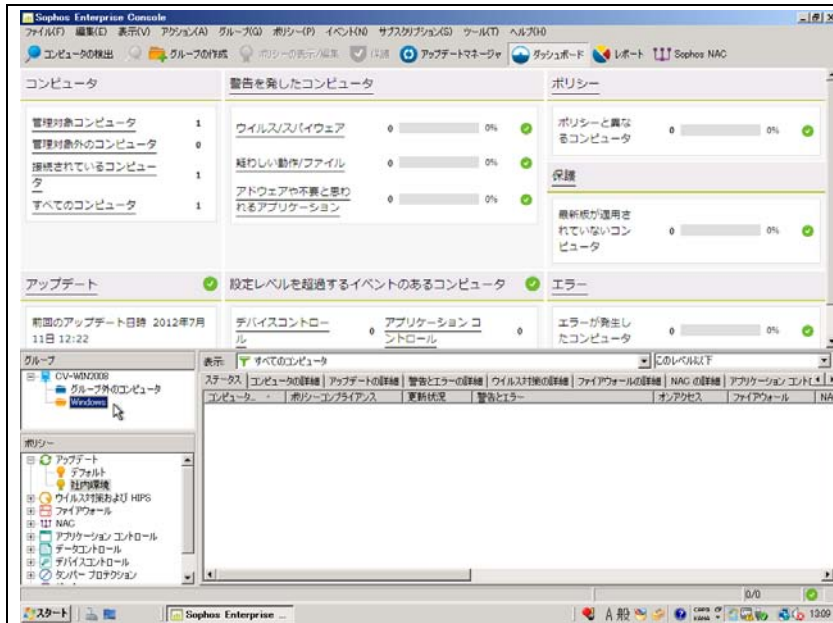 Sophos Enterprise Console
ファイル(F) 編集(E) 表示(V) アクション(A) グループ(G) ポリシー(P) イベント(N) サブスクリプション(S) ツール(T) ヘルプ(H)
コンピュータの検出 グループの作成 ポリシーの表示/編集 保護 アップデートマネージャ ダッシュボード レポート Sophos NAC
コンピュータ
管理対象コンピュータ 1
管理対象外のコンピュータ 0
接続されているコンピュー
タ 1
すべてのコンピュータ 1
警告を発したコンピュータ
ウイルス/スパイウェア 0 0%
疑わしい動作/ファイル 0 0%
アドウェアや不要と思わ
れるアプリケーション 0 0%
ポリシー
ポリシーと異な
るコンピュータ 0 0%
保護
最新版が適用さ
れていないコン
ピュータ 0 0%
アップデート
前回のアップデート日時 2012年7月
11日 12:22
設定レベルを超過するイベントのあるコンピュータ
デバイスコントロー
ル 0
アプリケーション コ
ントロール 0
エラー
エラーが発生し
たコンピュータ 0 0%
グループ
CV-WIN2008
グループ外のコンピュータ
Windows
表示: すべてのコンピュータ このレベル以下
ステータス コンピュータの詳細 アップデートの詳細 警告とエラーの詳細 ウイルス対策の詳細 ファイアウォールの詳細 NAC の詳細 アプリケーション コント
コンピュータ... ポリシーコンプライアンス 更新状況 警告とエラー オンアクセス ファイアウォール NA
ポリシー
アップデート
デフォルト
社内環境
ウイルス対策および HIPS
ファイアウォール
NAC
アプリケーション コントロール
データコントロール
デバイスコントロール
タンパー プロテクション
0/0
スタート Sophos Enterprise ... A 般 CAPS KANA 13:09